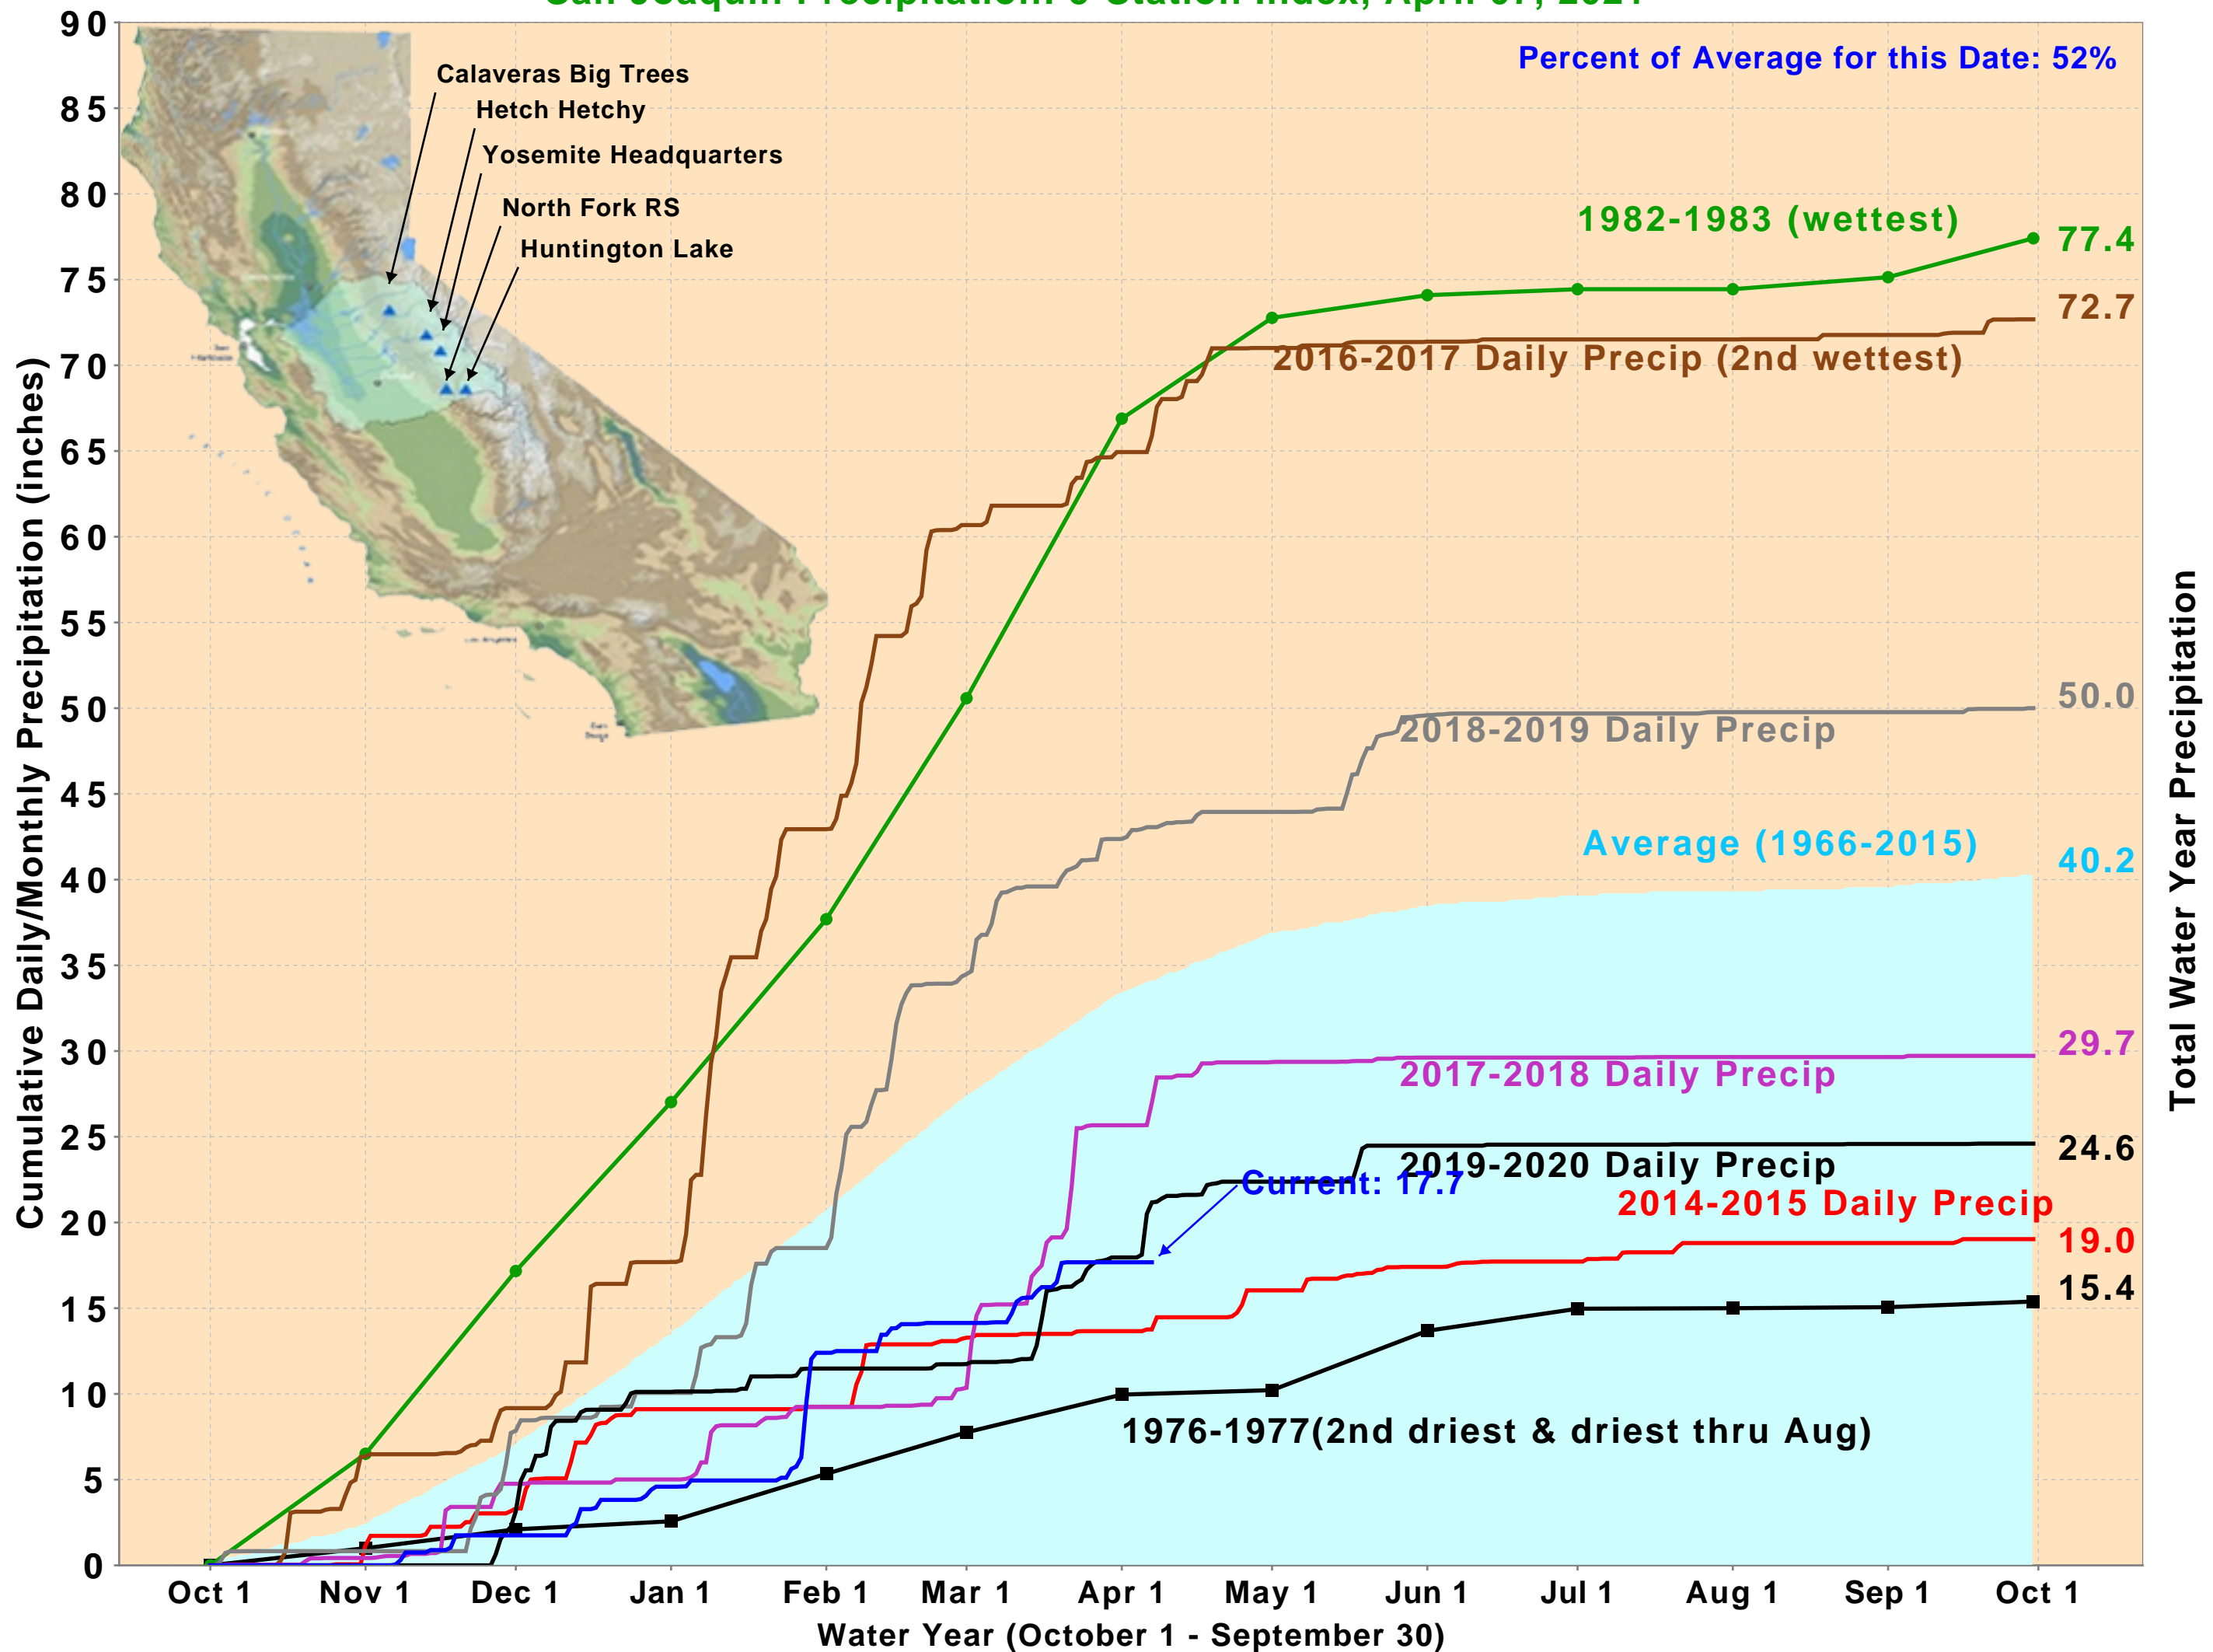 Percent of Average for this Date: 52%
Calaveras Big Trees
Hetch Hetchy
Yosemite Headquarters
North Fork RS
Huntington Lake
1982-1983 (wettest)
77.4
72.7
2016-2017 Daily Precip (2nd wettest)
50.0
2018-2019 Daily Precip
Average (1966-2015)
40.2
29.7
2017-2018 Daily Precip
24.6
2019-2020 Daily Precip
Current: 17.7
2014-2015 Daily Precip
19.0
15.4
1976-1977(2nd driest & driest thru Aug)
Cumulative Daily/Monthly Precipitation (inches)
Total Water Year Precipitation
90
85
80
75
70
65
60
55
50
45
40
35
30
25
20
15
10
5
0
Oct 1 Nov 1 Dec 1 Jan 1 Feb 1 Mar 1 Apr 1 May 1 Jun 1 Jul 1 Aug 1 Sep 1 Oct 1
Water Year (October 1 - September 30)